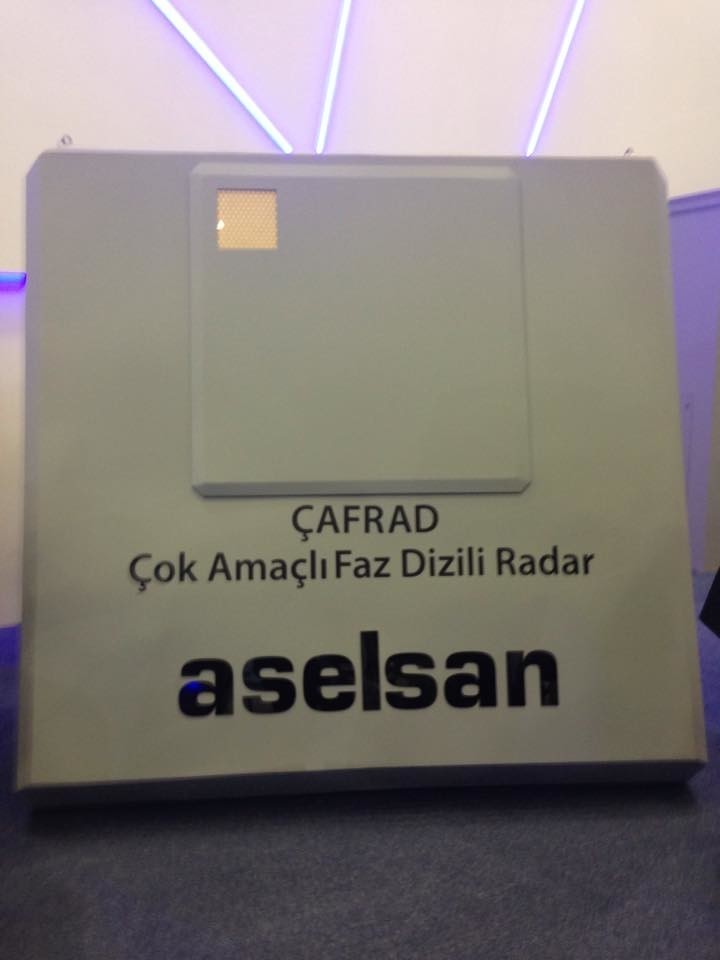 ÇAFRAD
Çok Amaçlı Faz Dizili Radar
aselsan